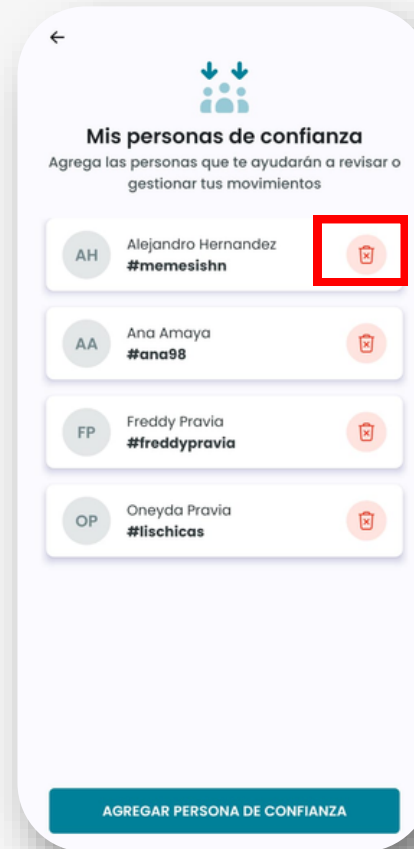 Mis personas de confianza
Agrega las personas que te ayudarán a revisar o
gestionar tus movimientos
AH
Alejandro Hernandez
#memesishn
AA
Ana Amaya
#ana98
FP
Freddy Pravia
#freddypravia
OP
Oneyda Pravia
#lischicas
AGREGAR PERSONA DE CONFIANZA